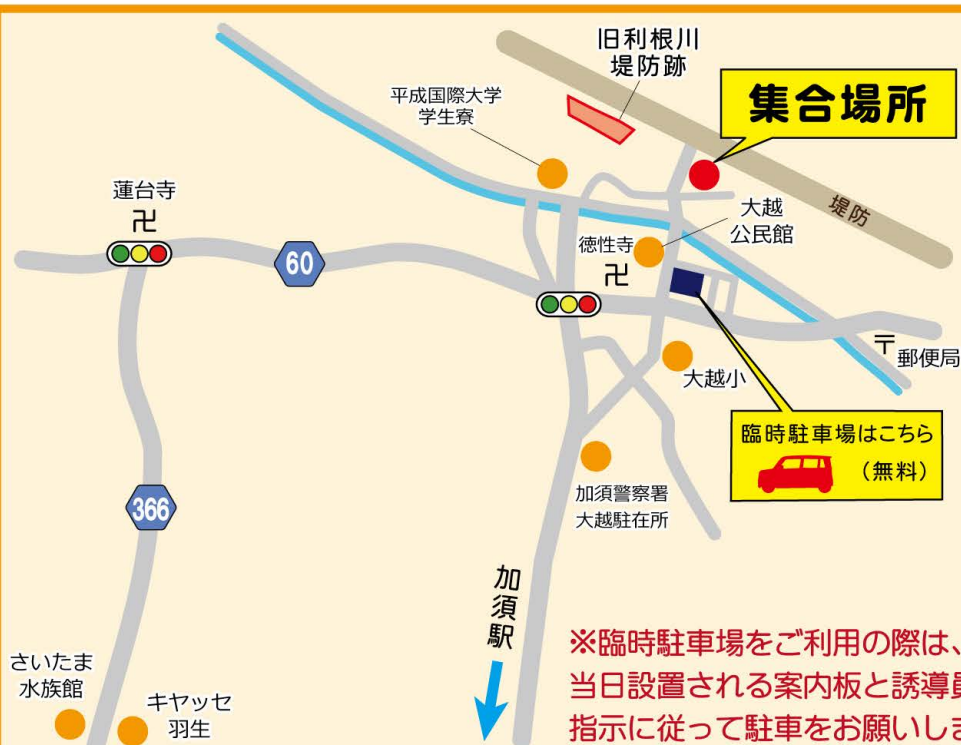 旧利根川
堤防跡
集合場所
平成国際大学
学生寮
蓮台寺
卍
60
大越
公民館
堤防
徳性寺
卍
〒
郵便局
大越小
臨時駐車場はこちら
（無料）
加須警察署
大越駐在所
366
加須駅
さいたま
水族館
キヤッセ
羽生
※臨時駐車場をご利用の際は、
当日設置される案内板と誘導員
指示に従って駐車をお願いしま